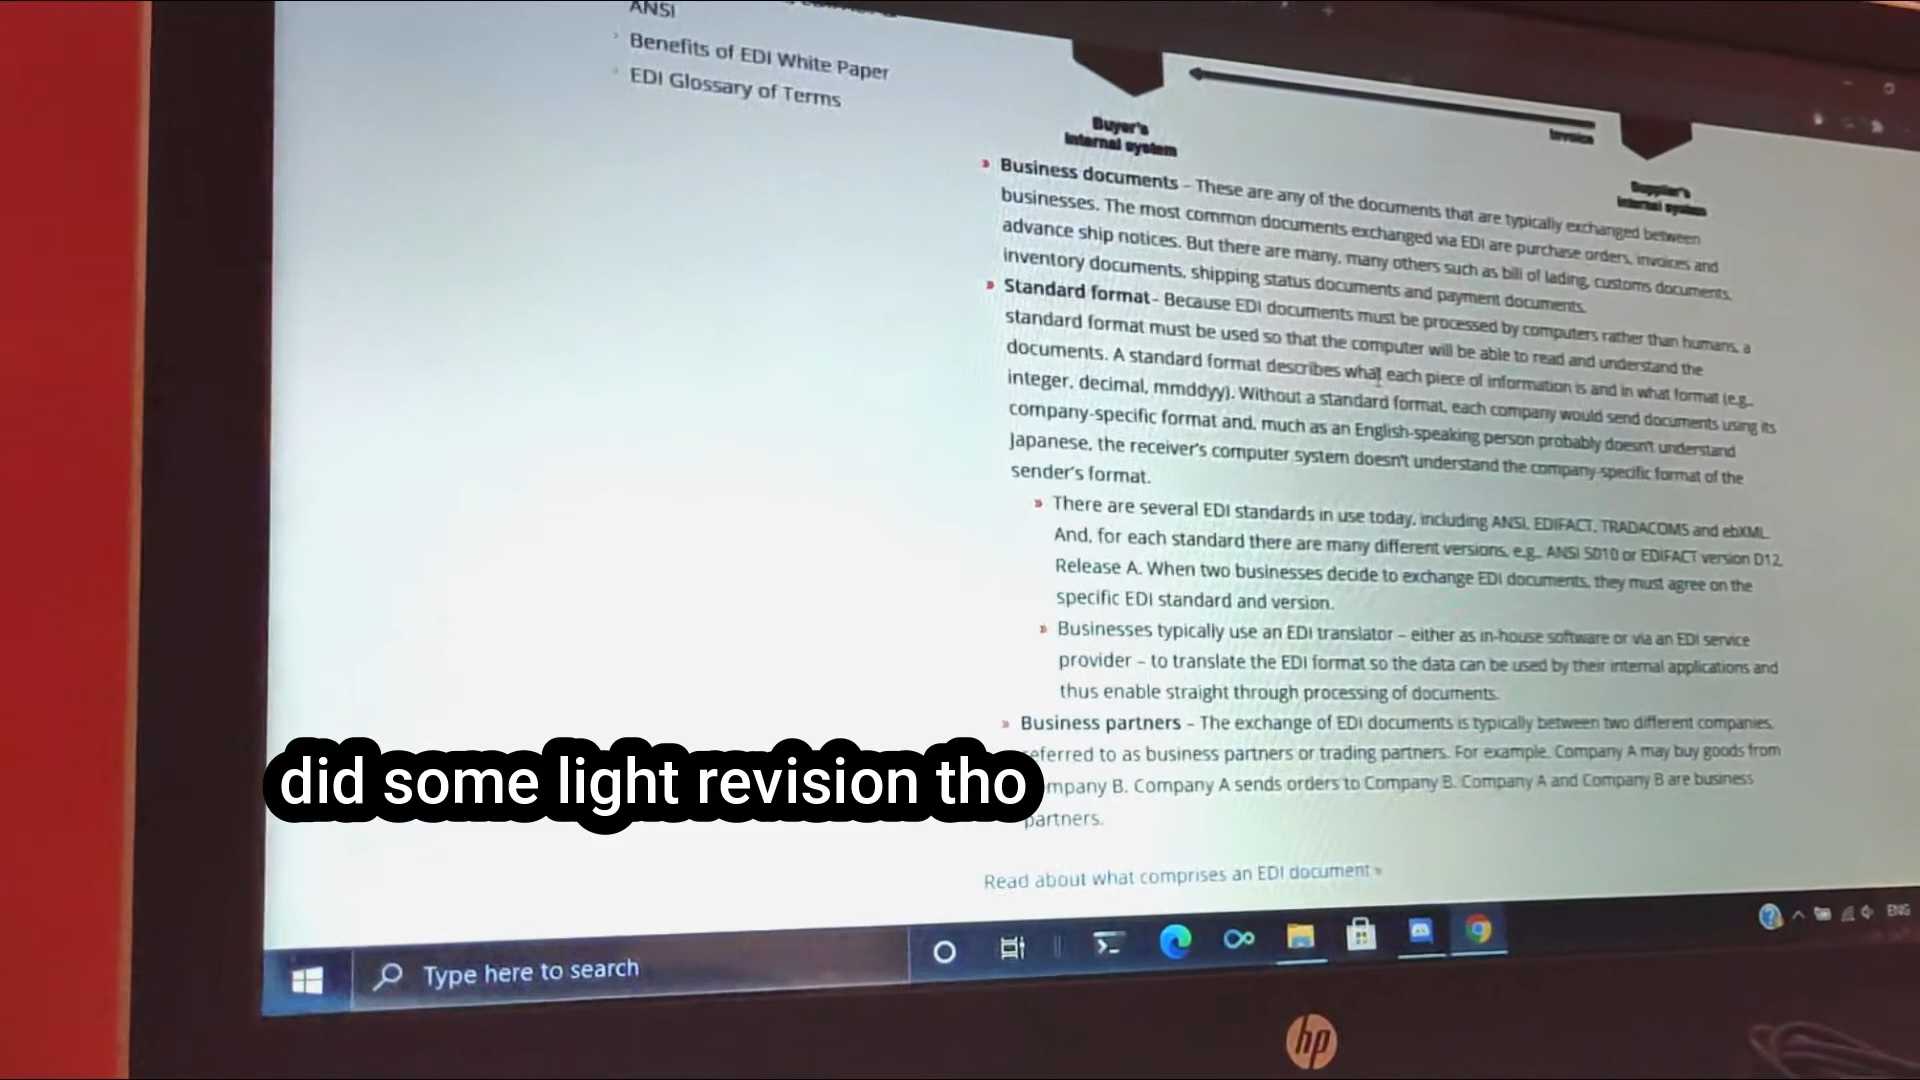 ANSI
Benefits of EDI White Paper
EDI Glossary of Terms
Buyer's
internal system
Invoice
Supplier's
internal system
» Business documents – These are any of the documents that are typically exchanged between
businesses. The most common documents exchanged via EDI are purchase orders, invoices and
advance ship notices. But there are many, many others such as bill of lading, customs documents,
inventory documents, shipping status documents and payment documents.
» Standard format– Because EDI documents must be processed by computers rather than humans, a
standard format must be used so that the computer will be able to read and understand the
documents. A standard format describes what each piece of information is and in what format (e.g.,
integer, decimal, mmddyy). Without a standard format, each company would send documents using its
company-specific format and, much as an English-speaking person probably doesn't understand
Japanese, the receiver's computer system doesn't understand the company-specific format of the
sender's format.
» There are several EDI standards in use today, including ANSI, EDIFACT, TRADACOMS and ebXML.
And, for each standard there are many different versions, e.g., ANSI 5010 or EDIFACT version D12,
Release A. When two businesses decide to exchange EDI documents, they must agree on the
specific EDI standard and version.
» Businesses typically use an EDI translator – either as in-house software or via an EDI service
provider – to translate the EDI format so the data can be used by their internal applications and
thus enable straight through processing of documents.
» Business partners – The exchange of EDI documents is typically between two different companies,
eferred to as business partners or trading partners. For example, Company A may buy goods from
mpany B. Company A sends orders to Company B. Company A and Company B are business
partners.
did some light revision tho
Read about what comprises an EDI document »
Type here to search
ENG
hp